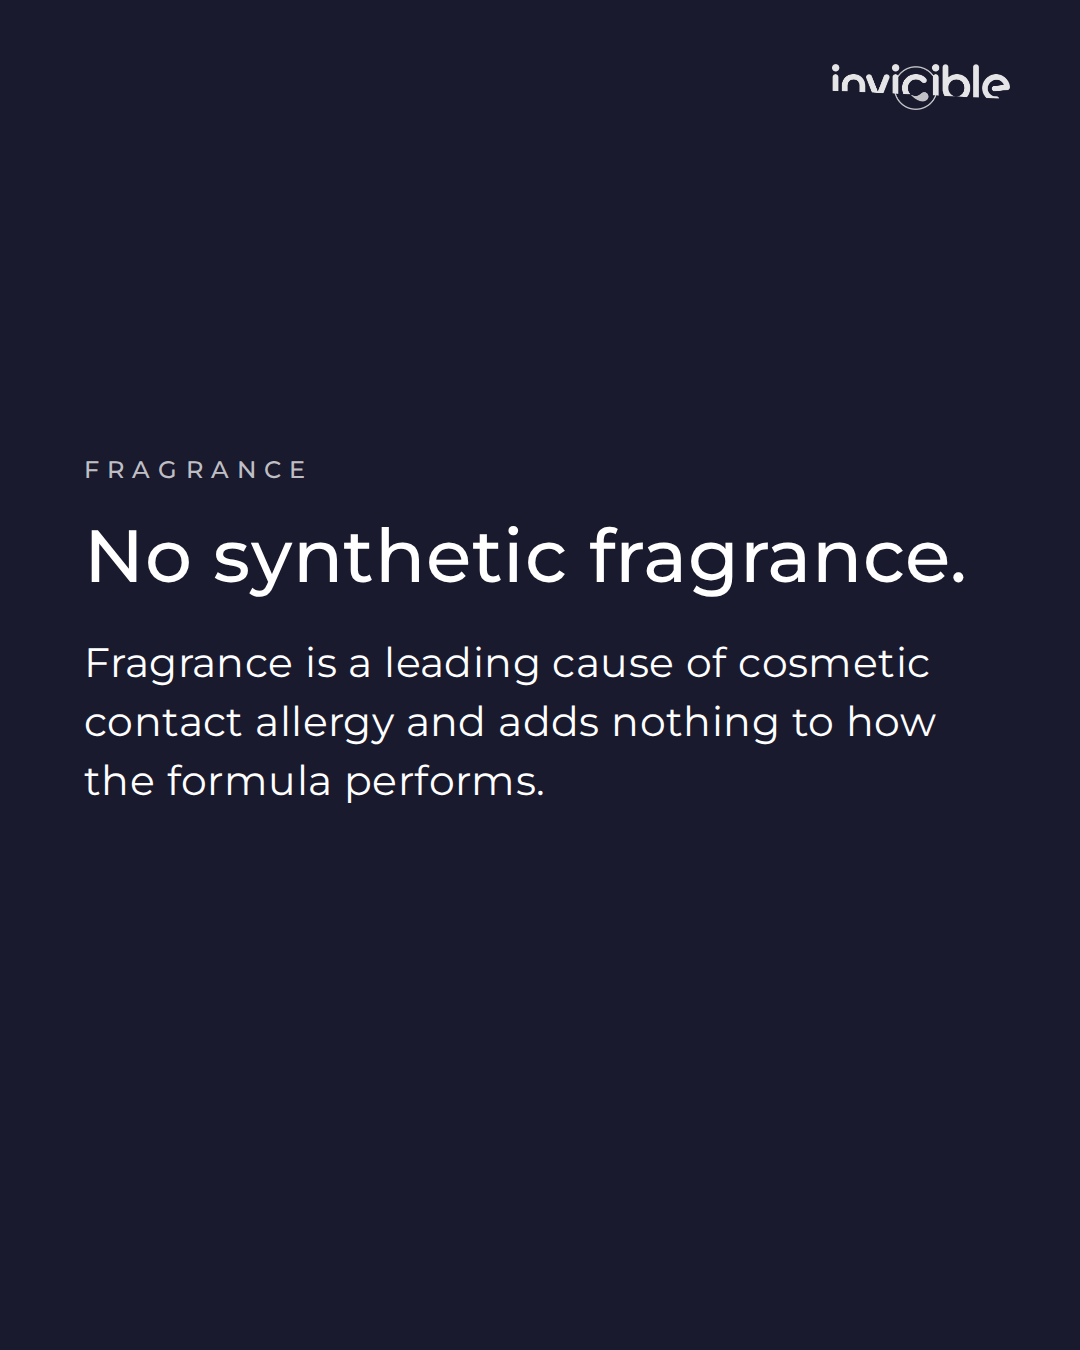 invicible
FRAGRANCE
No synthetic fragrance.
Fragrance is a leading cause of cosmetic
contact allergy and adds nothing to how
the formula performs.